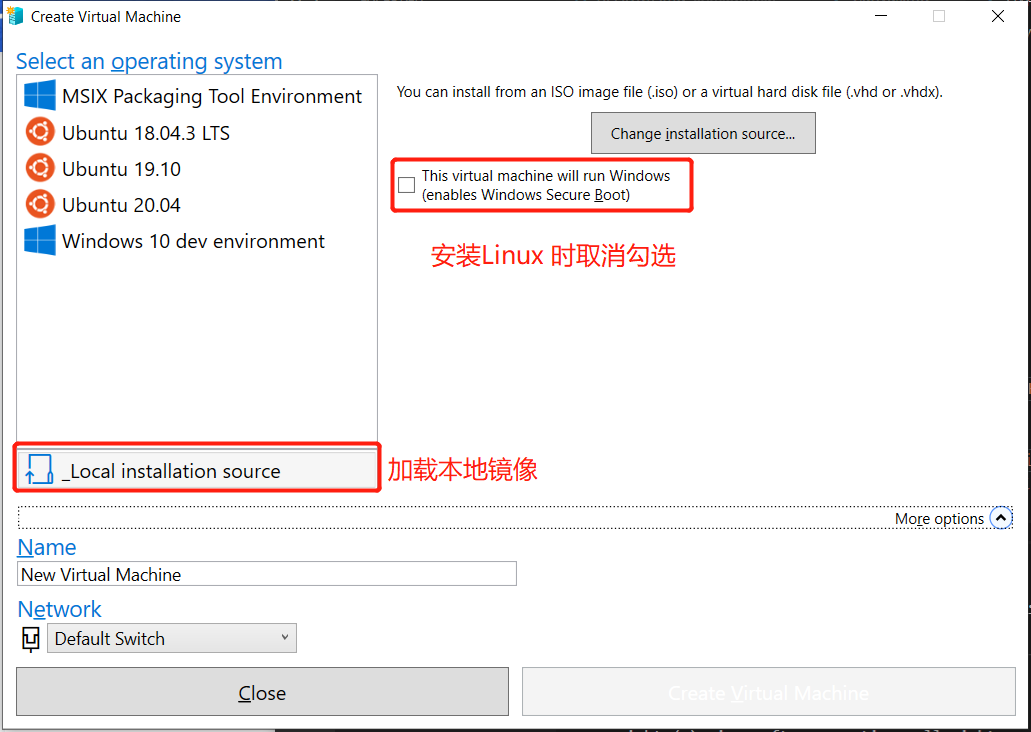 Create Virtual Machine
Select an operating system
MSIX Packaging Tool Environment
Ubuntu 18.04.3 LTS
Ubuntu 19.10
Ubuntu 20.04
Windows 10 dev environment
You can install from an ISO image file (.iso) or a virtual hard disk file (.vhd or .vhdx).
Change installation source...
This virtual machine will run Windows
(enables Windows Secure Boot)
安装Linux 时取消勾选
_Local installation source
加载本地镜像
More options
Name
New Virtual Machine
Network
Default Switch
Close
Create Virtual Machine